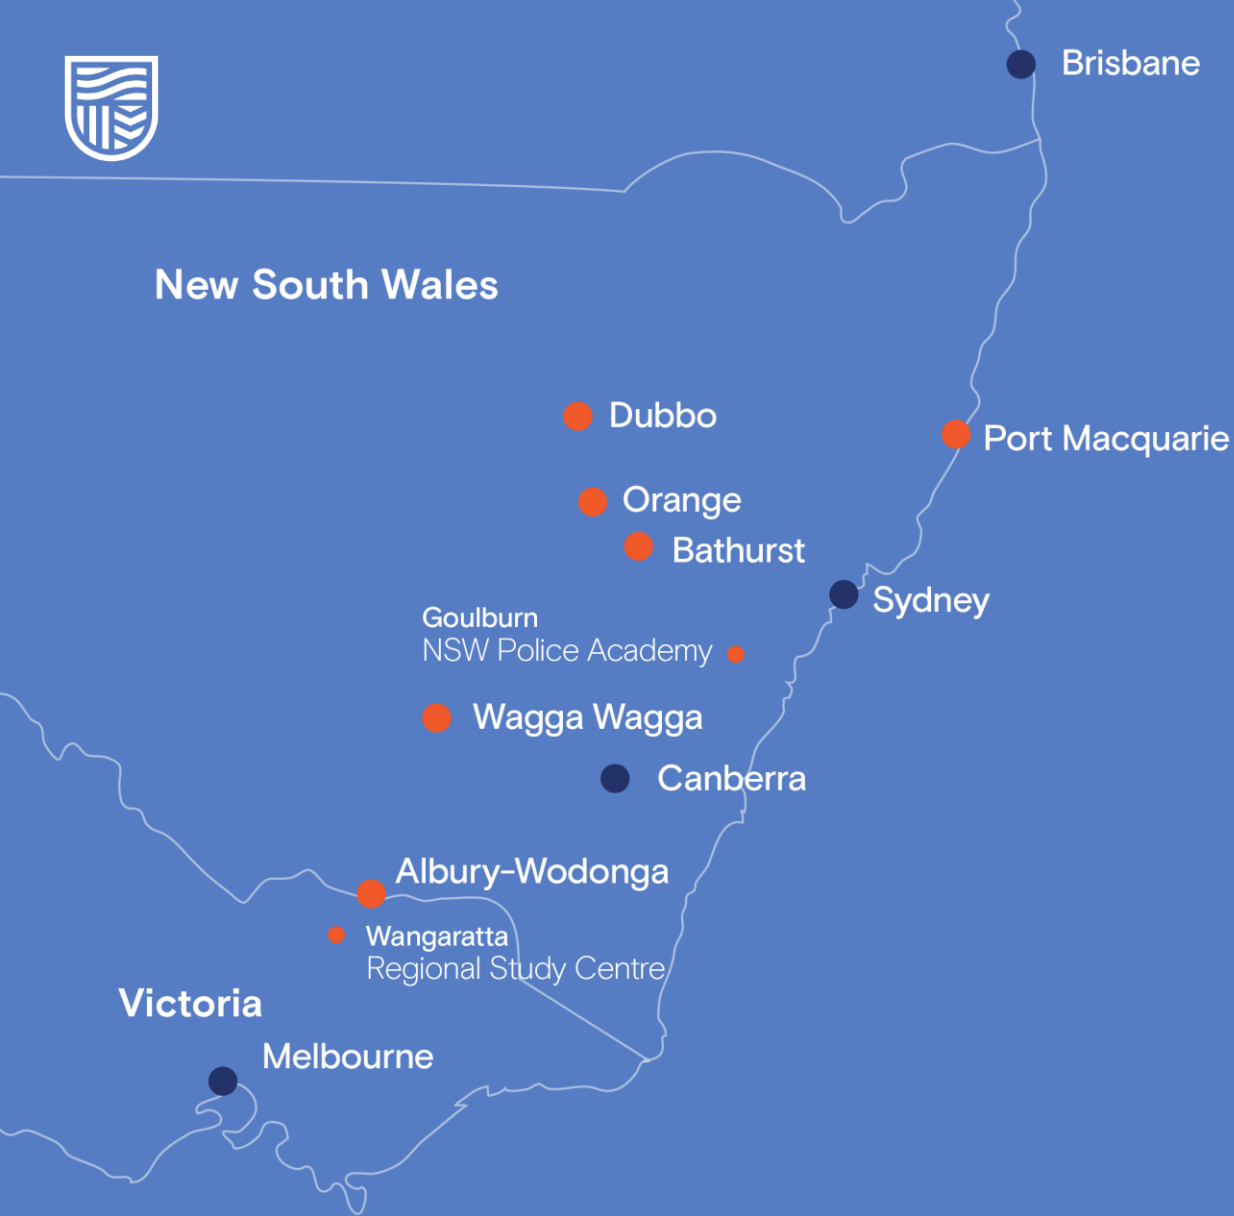 Brisbane
New South Wales
Dubbo
Port Macquarie
Orange
Bathurst
Sydney
Goulburn
NSW Police Academy
Wagga Wagga
Canberra
Albury-Wodonga
Wangaratta
Regional Study Centre
Victoria
Melbourne